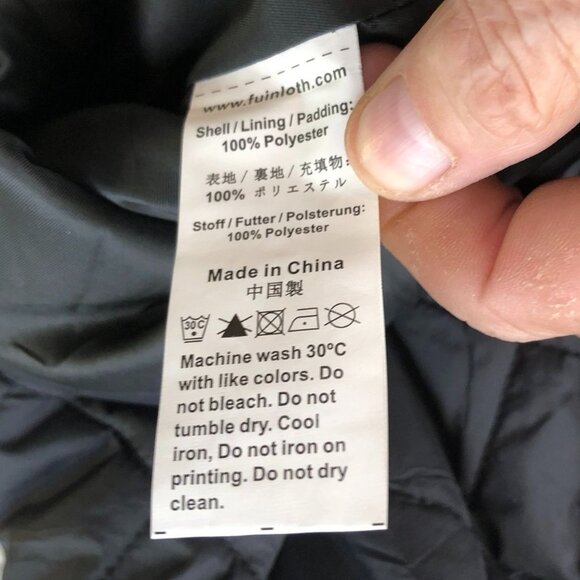 www.fuinloth.com
Shell / Lining / Padding:
100% Polyester
表地 / 裏地 / 充填物:
100% ポリエステル
Stoff / Futter / Polsterung:
100% Polyester
Made in China
中国製
30C
Machine wash 30ºC
with like colors. Do
not bleach. Do not
tumble dry. Cool
iron, Do not iron on
printing. Do not dry
clean.